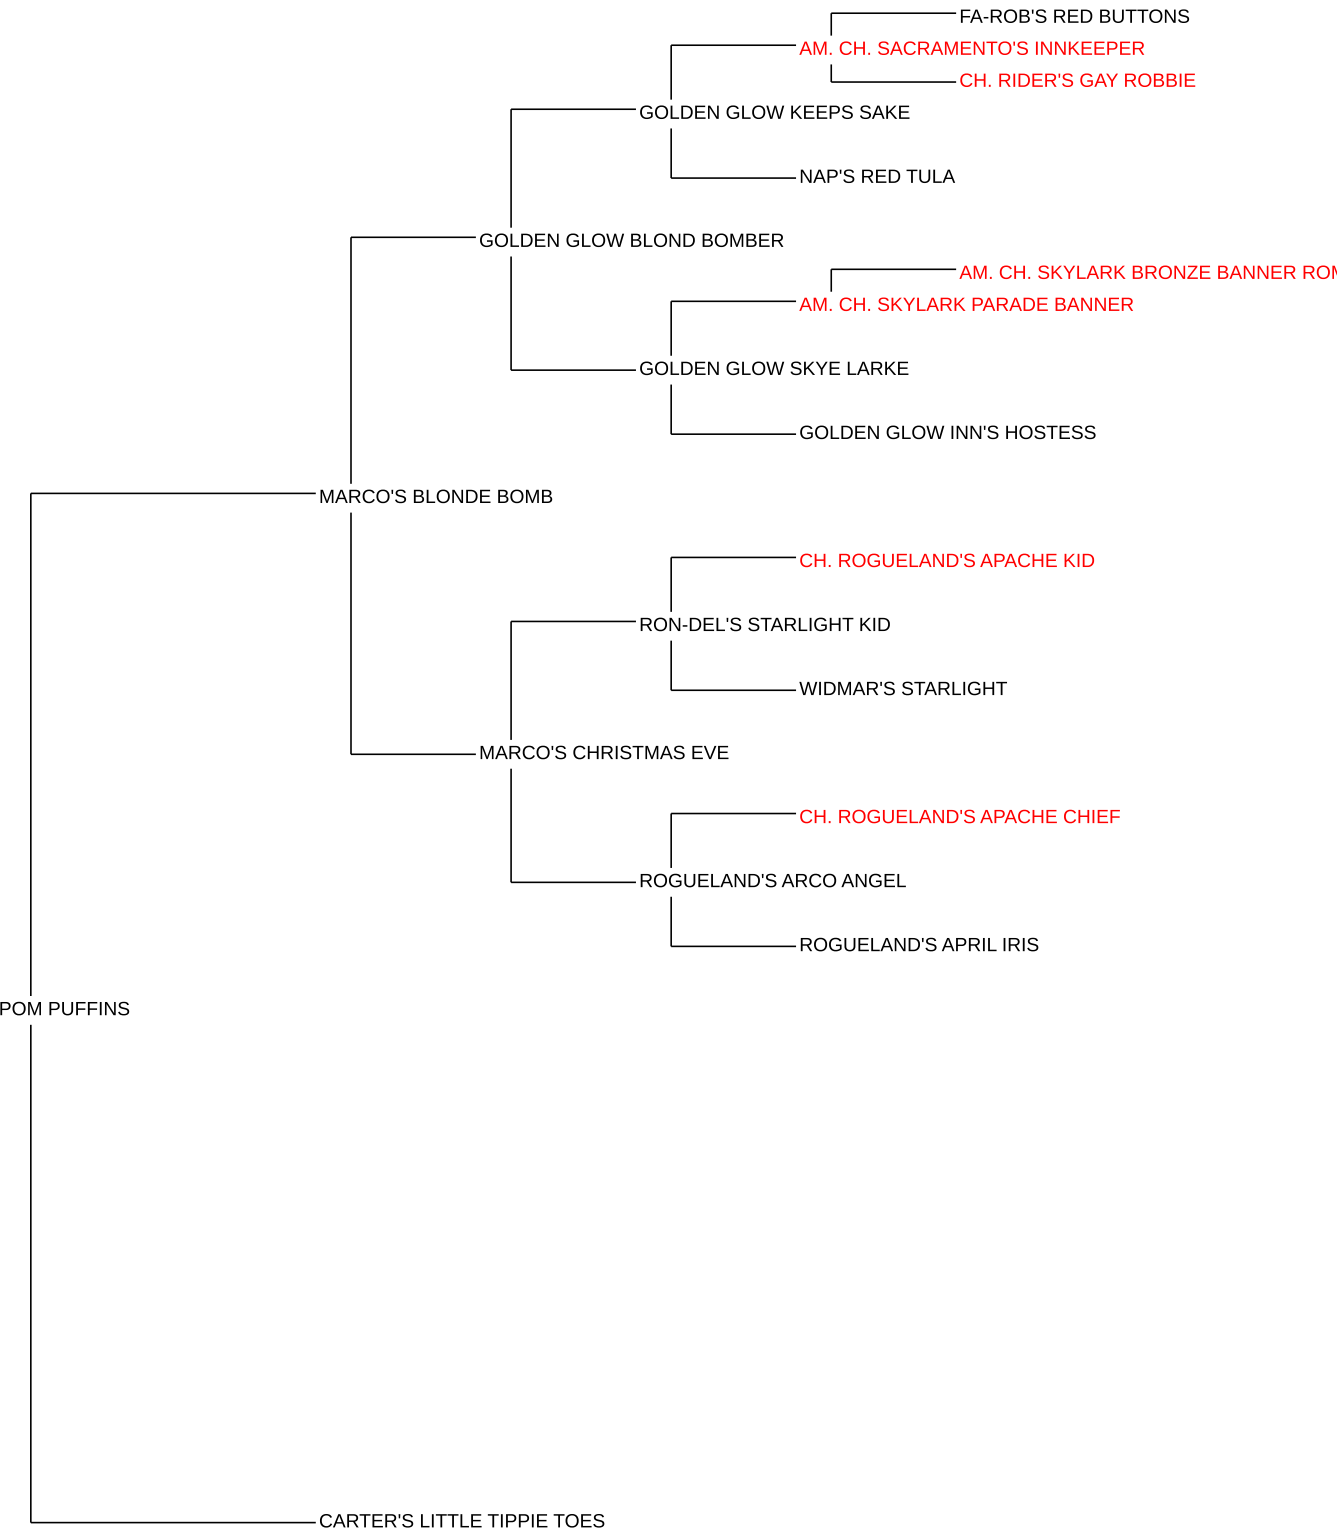 FA-ROB'S RED BUTTONS
AM. CH. SACRAMENTO'S INNKEEPER
CH. RIDER'S GAY ROBBIE
GOLDEN GLOW KEEPS SAKE
NAP'S RED TULA
GOLDEN GLOW BLOND BOMBER
AM. CH. SKYLARK BRONZE BANNER ROM
AM. CH. SKYLARK PARADE BANNER
GOLDEN GLOW SKYE LARKE
GOLDEN GLOW INN'S HOSTESS
MARCO'S BLONDE BOMB
CH. ROGUELAND'S APACHE KID
RON-DEL'S STARLIGHT KID
WIDMAR'S STARLIGHT
MARCO'S CHRISTMAS EVE
CH. ROGUELAND'S APACHE CHIEF
ROGUELAND'S ARCO ANGEL
ROGUELAND'S APRIL IRIS
POM PUFFINS
CARTER'S LITTLE TIPPIE TOES